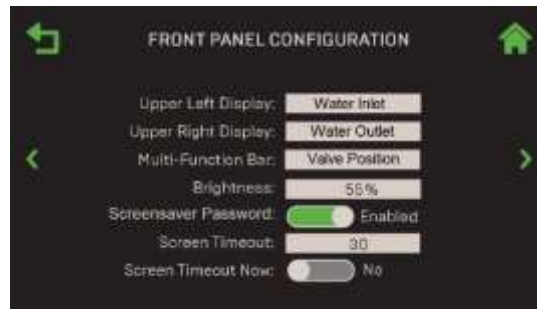 FRONT PANEL CONFIGURATION
Upper Left Display: Water Inlet
Upper Right Display: Water Outlet
Multi-Function Bar: Valve Position
Brightness: 55%
Screensaver Password: Enabled
Screen Timeout: 30
Screen Timeout Now: No